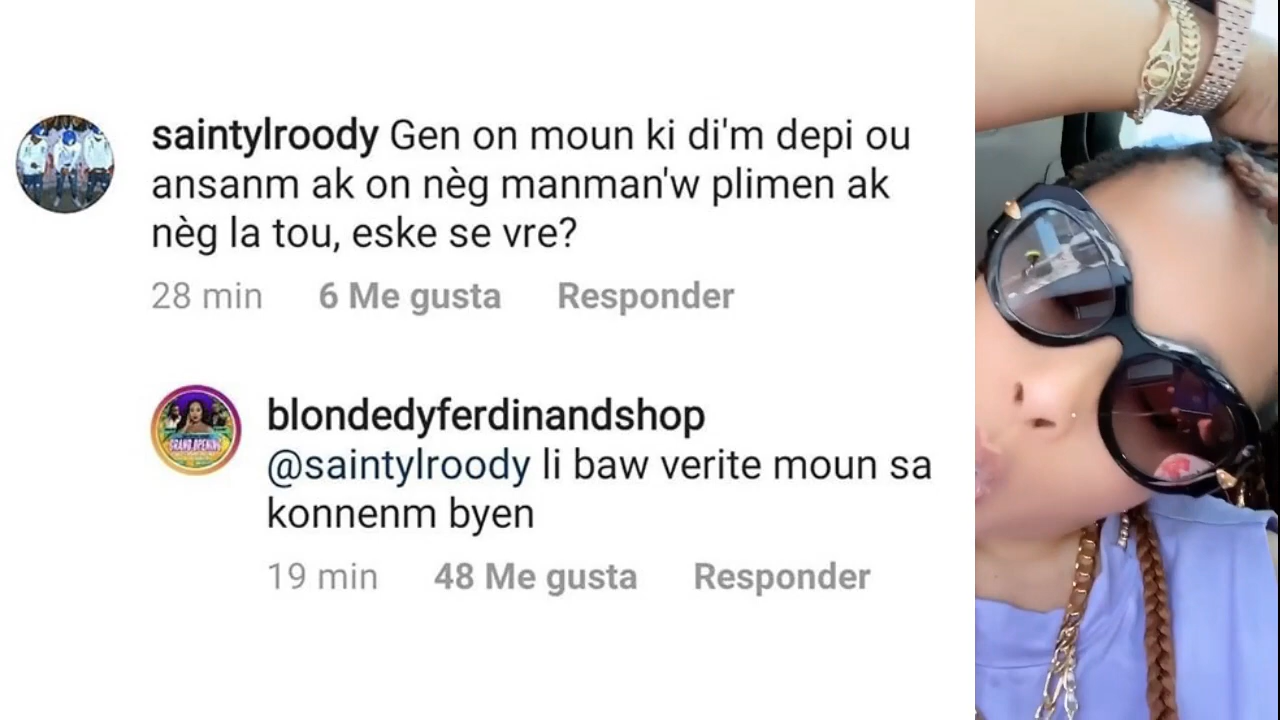 saintylroody Gen on moun ki di'm depi ou
ansanm ak on nèg manman'w plimen ak
nèg la tou, eske se vre?
28 min 6 Me gusta Responder
GRAND OPENING
blondedyferdinandshop
@saintylroody li baw verite moun sa
konnenm byen
19 min 48 Me gusta Responder